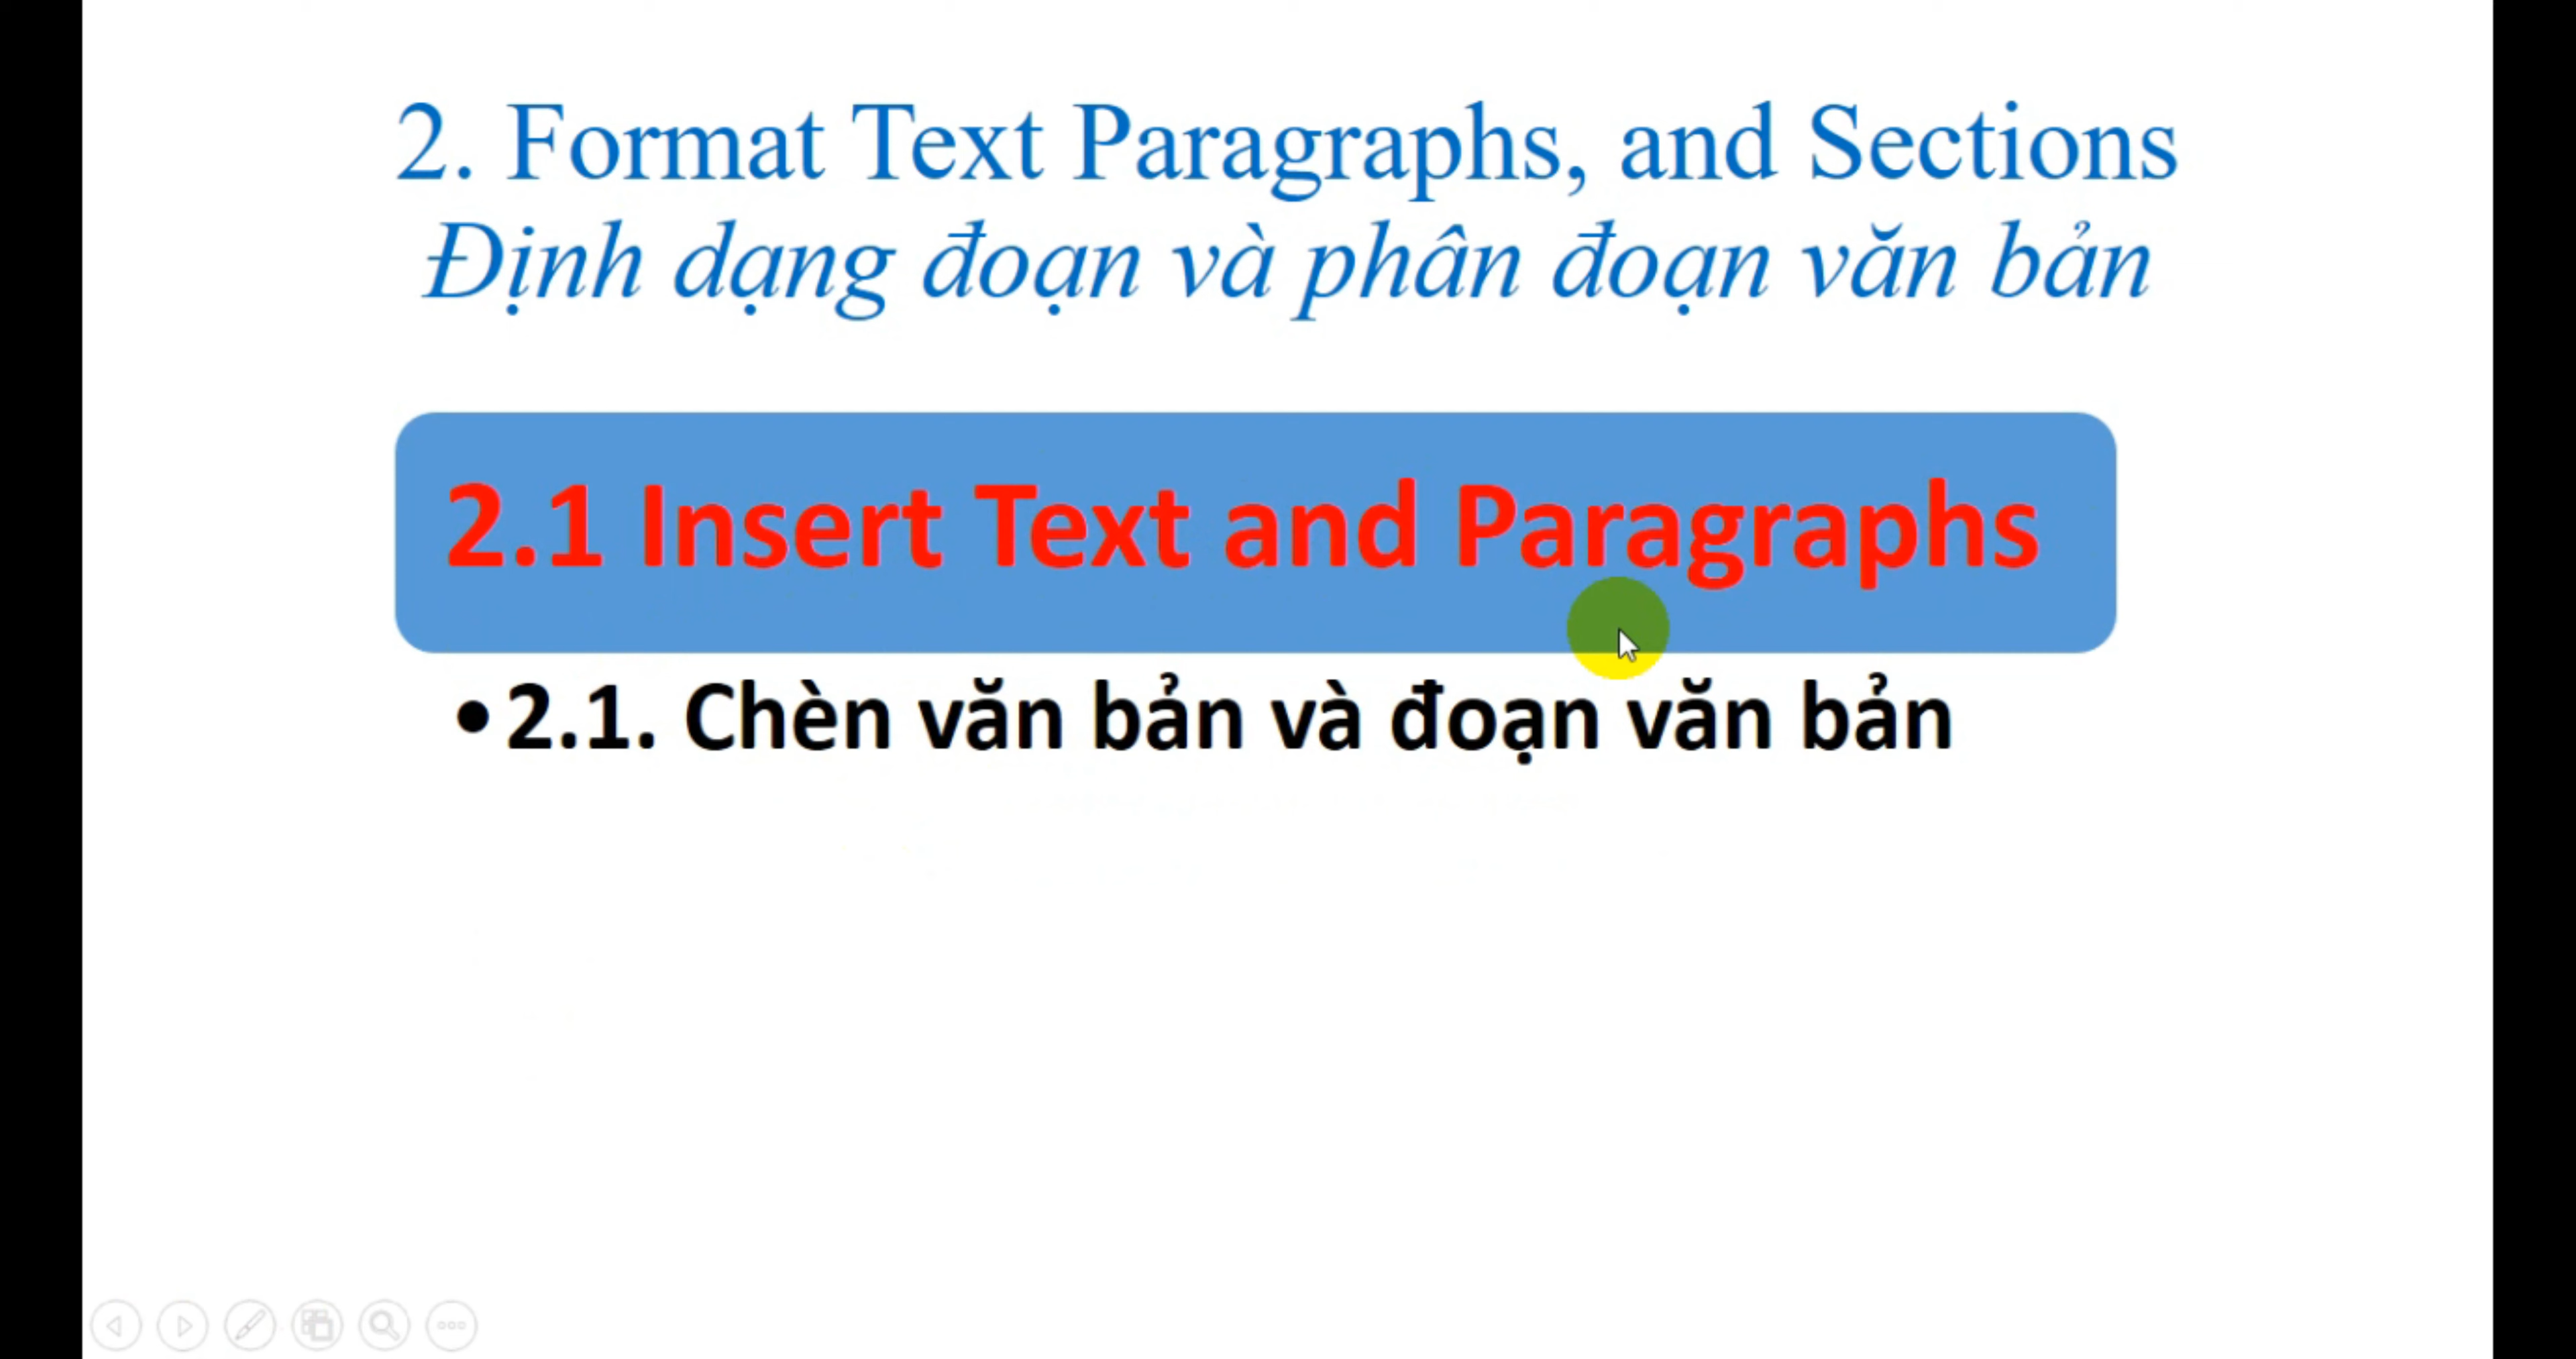 2. Format Text Paragraphs, and Sections
Định dạng đoạn và phân đoạn văn bản
2.1 Insert Text and Paragraphs
•2.1. Chèn văn bản và đoạn văn bản